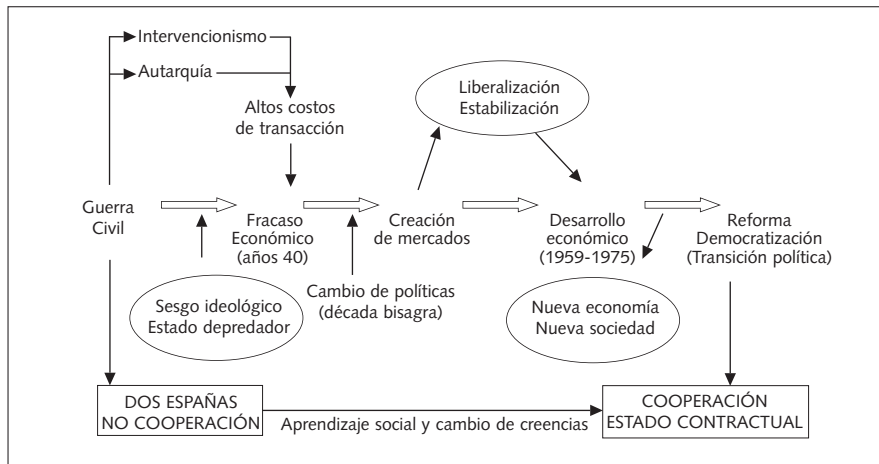 Intervencionismo
Autarquía
Altos costos
de transacción
Liberalización
Estabilización
Guerra
Civil
Fracaso
Económico
(años 40)
Creación
de mercados
Desarrollo
económico
(1959-1975)
Reforma
Democratización
(Transición política)
Sesgo ideológico
Estado depredador
Cambio de políticas
(década bisagra)
Nueva economía
Nueva sociedad
DOS ESPAÑAS
NO COOPERACIÓN
Aprendizaje social y cambio de creencias
COOPERACIÓN
ESTADO CONTRACTUAL